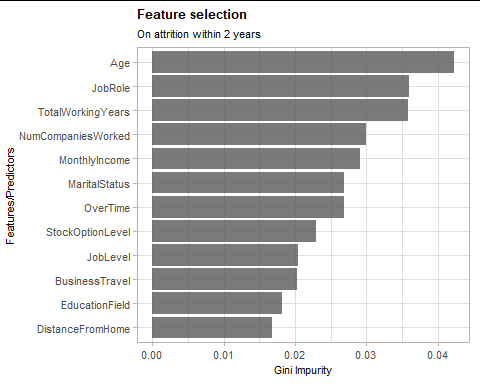 Feature selection
On attrition within 2 years
Features/Predictors
Age
JobRole
TotalWorkingYears
NumCompaniesWorked
MonthlyIncome
MaritalStatus
OverTime
StockOptionLevel
JobLevel
BusinessTravel
EducationField
DistanceFromHome
0.00 0.01 0.02 0.03 0.04
Gini Impurity